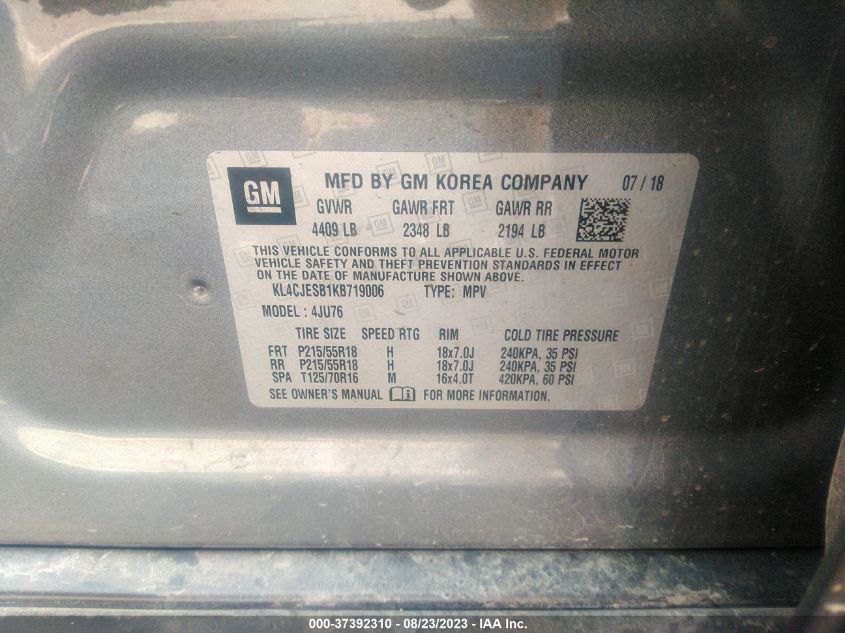 GM MFD BY GM KOREA COMPANY 07 / 18
GVWR GAWR FRT GAWR RR
4409 LB 2348 LB 2194 LB
THIS VEHICLE CONFORMS TO ALL APPLICABLE U.S. FEDERAL MOTOR
VEHICLE SAFETY AND THEFT PREVENTION STANDARDS IN EFFECT
ON THE DATE OF MANUFACTURE SHOWN ABOVE.
KL4CJESB1KB719006 TYPE: MPV
MODEL : 4JU76
TIRE SIZE SPEED RTG RIM COLD TIRE PRESSURE
FRT P215/55R18 H 18x7.0J 240KPA, 35 PSI
RR P215/55R18 H 18x7.0J 240KPA, 35 PSI
SPA T125/70R16 M 16x4.0T 420KPA, 60 PSI
SEE OWNER'S MANUAL FOR MORE INFORMATION.
000-37392310 - 08/23/2023 - IAA Inc.